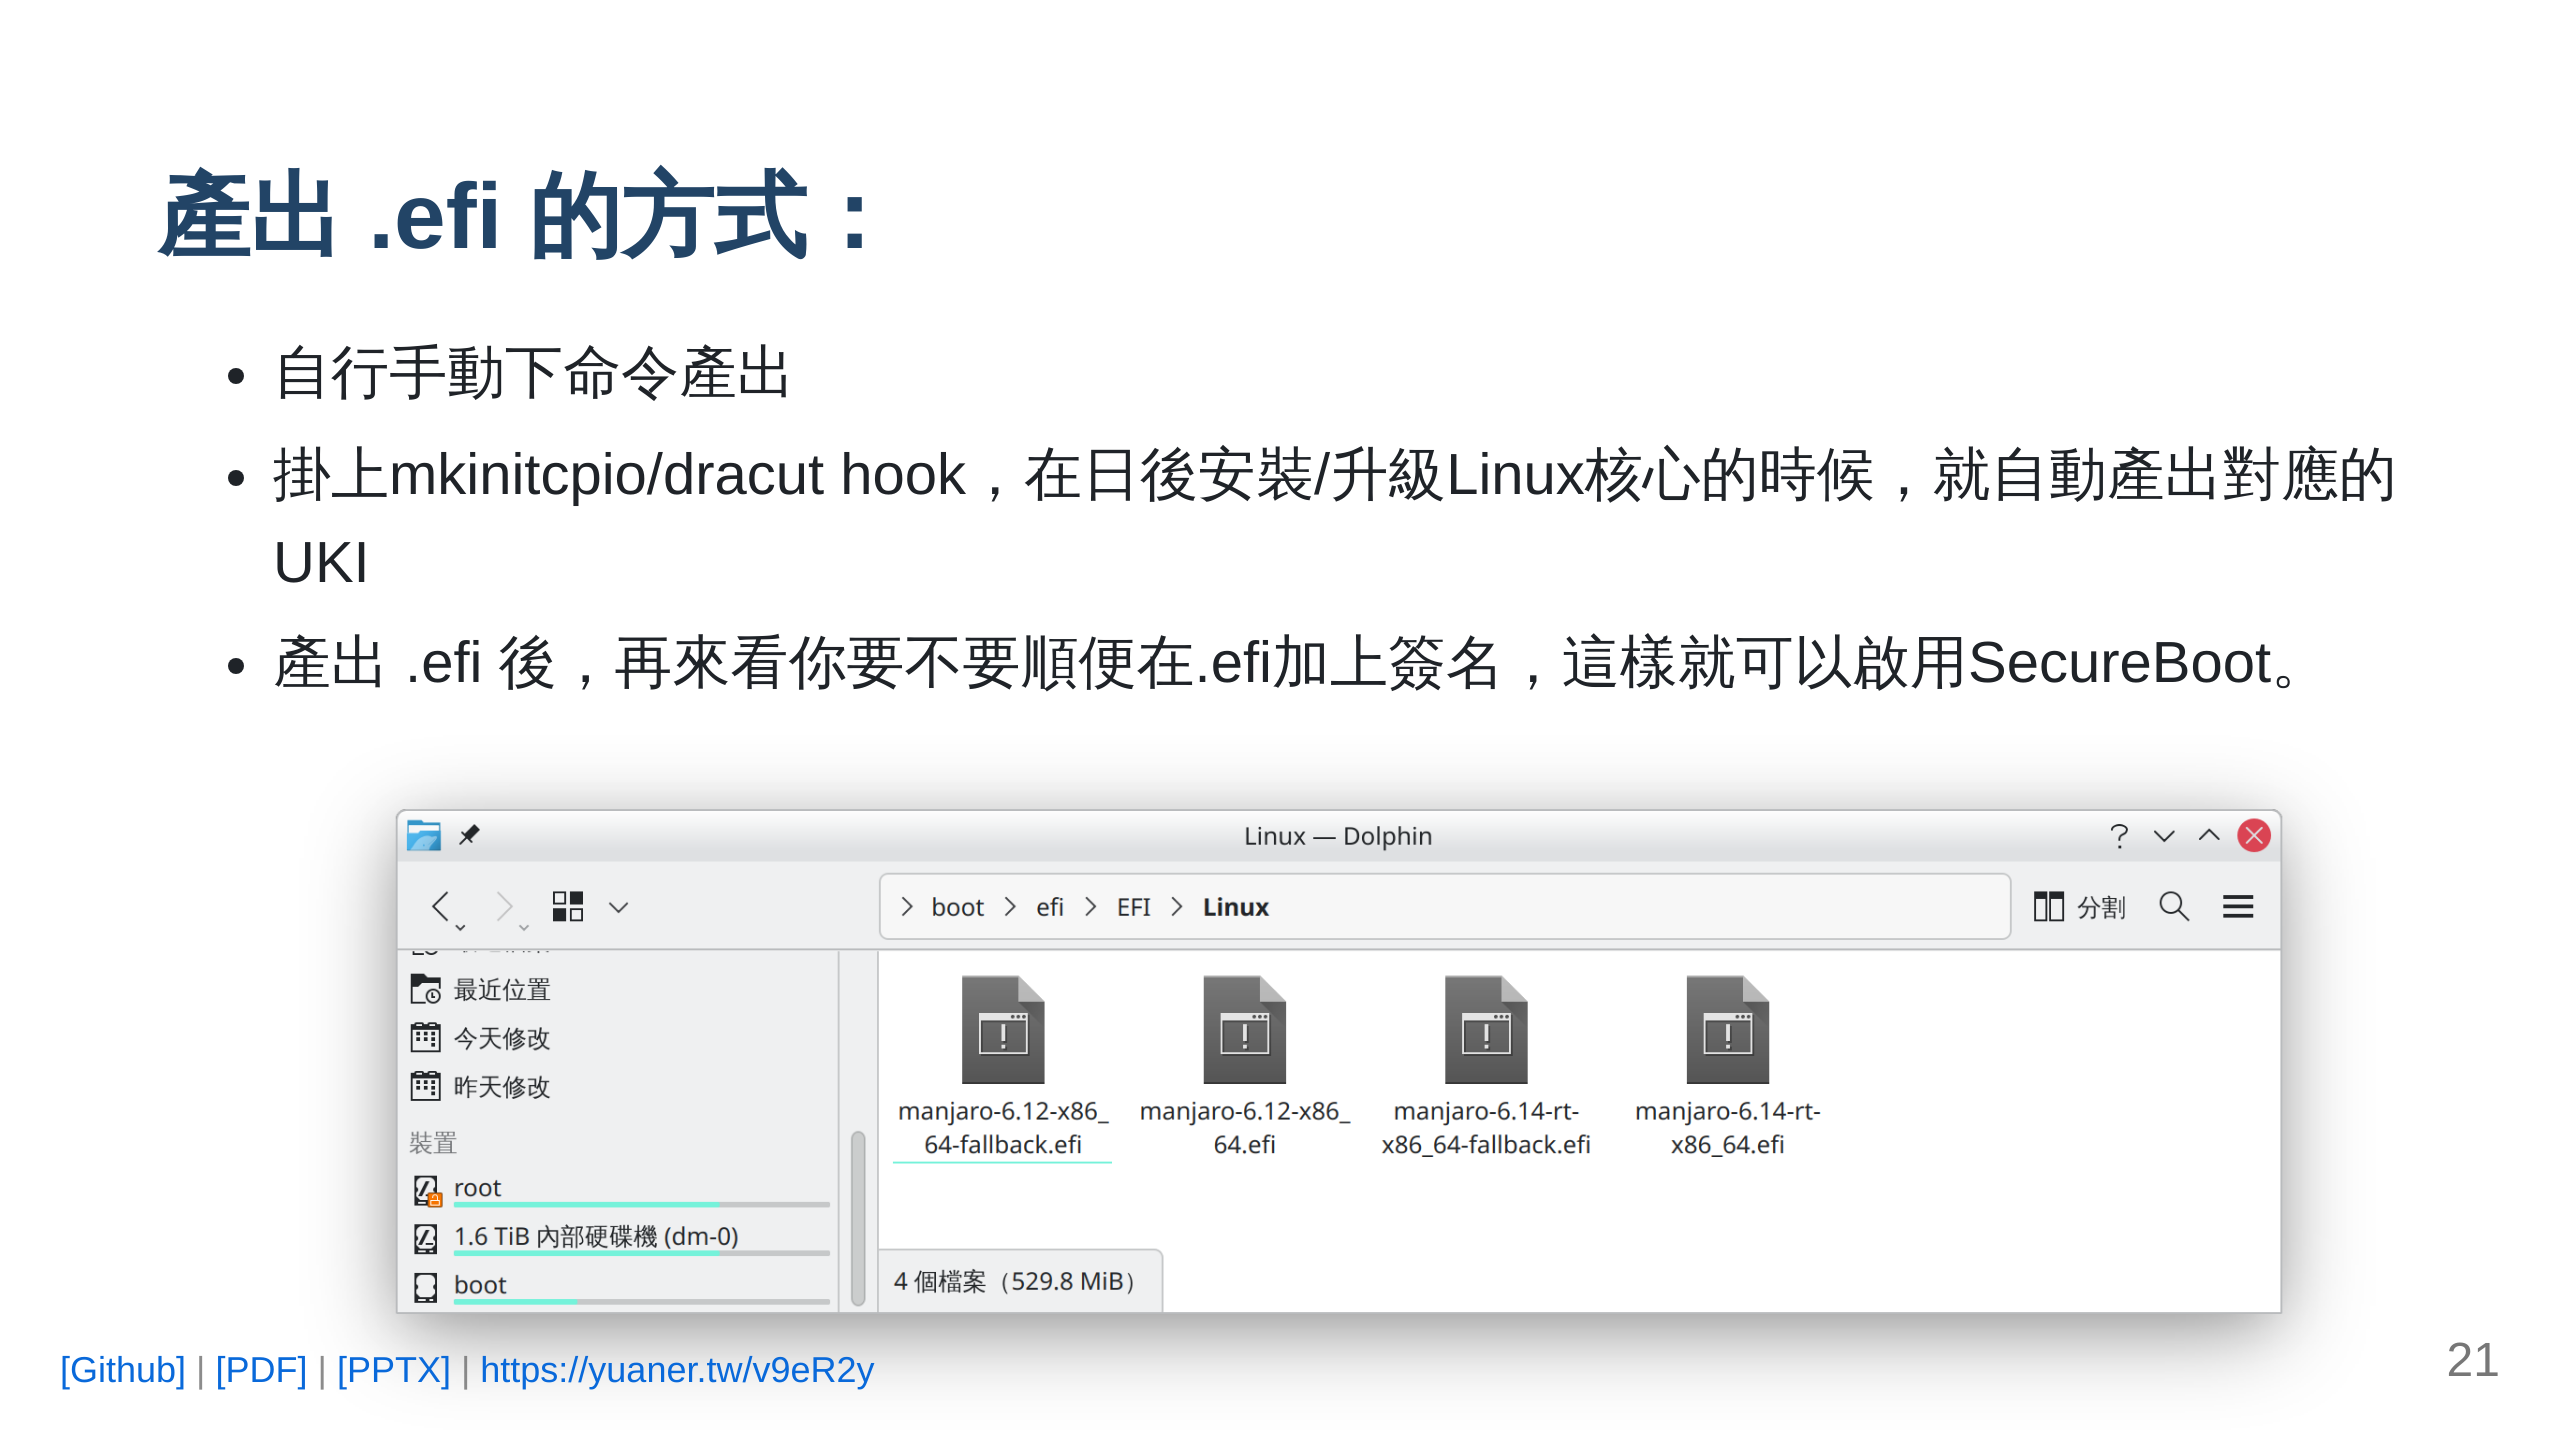 產出 .efi 的方式：
• 自行手動下命令產出
• 掛上mkinitcpio/dracut hook，在日後安裝/升級Linux核心的時候，就自動產出對應的
UKI
• 產出 .efi 後，再來看你要不要順便在.efi加上簽名，這樣就可以啟用SecureBoot。
Linux — Dolphin
boot efi EFI Linux
分割
最近位置
今天修改
昨天修改
裝置
root
1.6 TiB 內部硬碟機 (dm-0)
boot
manjaro-6.12-x86_
64-fallback.efi
manjaro-6.12-x86_
64.efi
manjaro-6.14-rt-
x86_64-fallback.efi
manjaro-6.14-rt-
x86_64.efi
4 個檔案（529.8 MiB）
[Github] | [PDF] | [PPTX] | https://yuaner.tw/v9eR2y
21